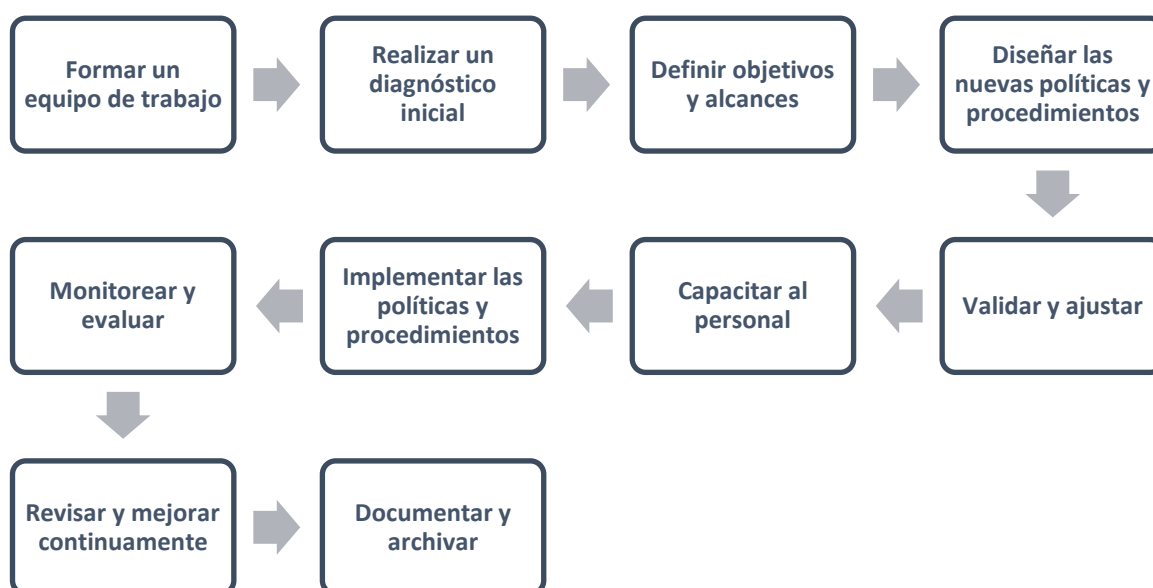 Formar un
equipo de trabajo
Realizar un
diagnóstico
inicial
Definir objetivos
y alcances
Diseñar las
nuevas políticas y
procedimientos
Validar y ajustar
Capacitar al
personal
Implementar las
políticas y
procedimientos
Monitorear y
evaluar
Revisar y mejorar
continuamente
Documentar y
archivar